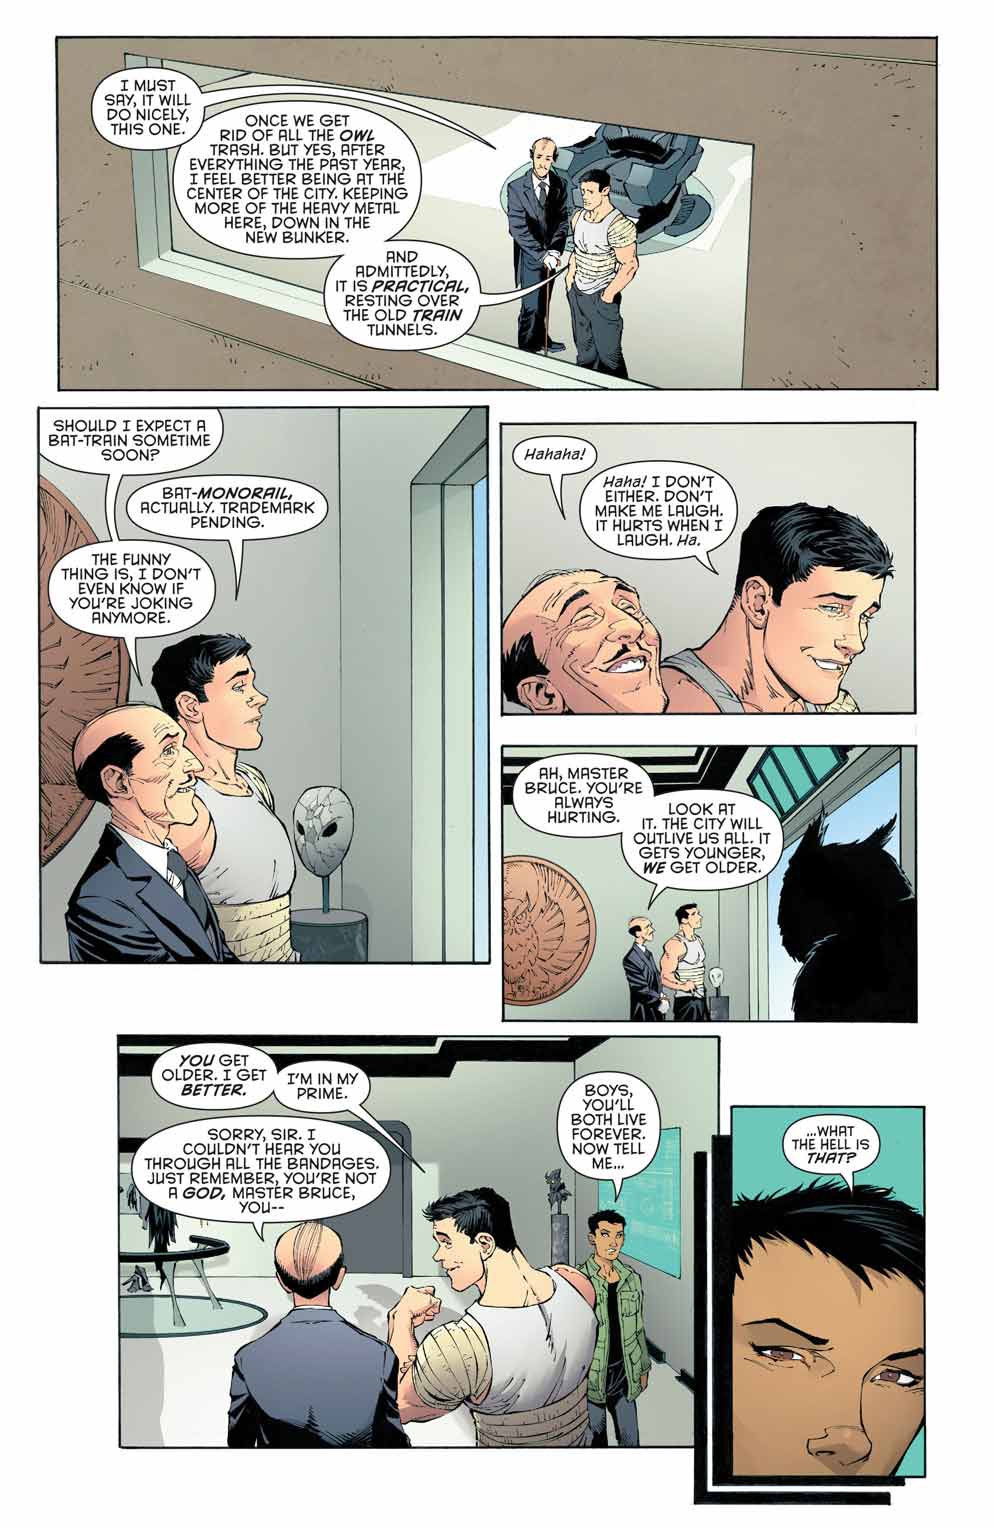 I MUST
SAY, IT WILL
DO NICELY,
THIS ONE.
ONCE WE GET
RID OF ALL THE OWL
TRASH. BUT YES, AFTER
EVERYTHING THE PAST YEAR,
I FEEL BETTER BEING AT THE
CENTER OF THE CITY. KEEPING
MORE OF THE HEAVY METAL
HERE, DOWN IN THE
NEW BUNKER.
AND
ADMITTEDLY,
IT IS PRACTICAL,
RESTING OVER
THE OLD TRAIN
TUNNELS.
SHOULD I EXPECT A
BAT-TRAIN SOMETIME
SOON?
BAT-MONORAIL,
ACTUALLY. TRADEMARK
PENDING.
THE FUNNY
THING IS, I DON'T
EVEN KNOW IF
YOU'RE JOKING
ANYMORE.
Hahaha!
Haha! I DON'T
EITHER. DON'T
MAKE ME LAUGH.
IT HURTS WHEN I
LAUGH. Ha.
AH, MASTER
BRUCE. YOU'RE
ALWAYS
HURTING.
LOOK AT
IT. THE CITY WILL
OUTLIVE US ALL. IT
GETS YOUNGER,
WE GET OLDER.
YOU GET
OLDER. I GET
BETTER.
I'M IN MY
PRIME.
SORRY, SIR. I
COULDN'T HEAR YOU
THROUGH ALL THE BANDAGES.
JUST REMEMBER, YOU'RE NOT
A GOD, MASTER BRUCE,
YOU--
BOYS,
YOU'LL
BOTH LIVE
FOREVER.
NOW TELL
ME...
...WHAT
THE HELL IS
THAT?